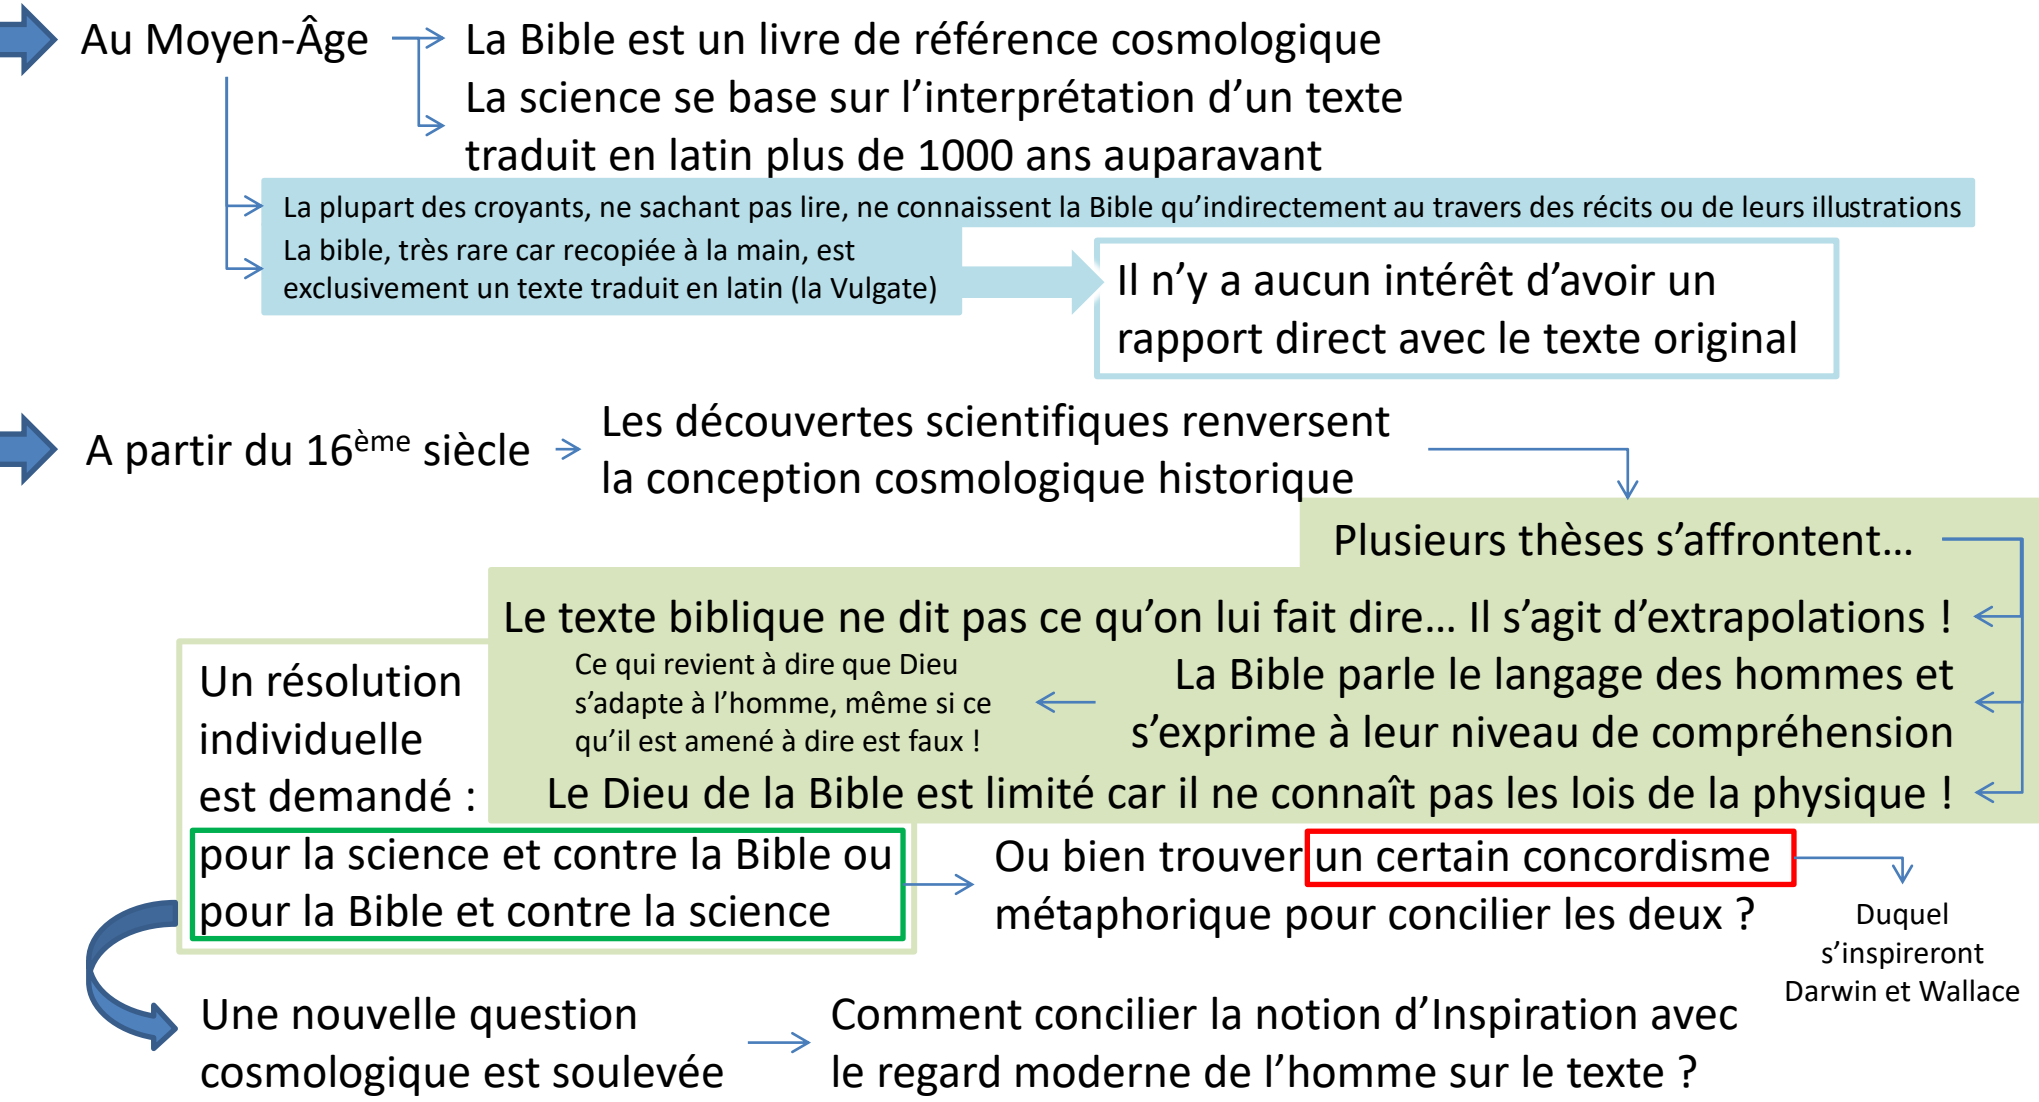 Au Moyen-Âge
La Bible est un livre de référence cosmologique
La science se base sur l’interprétation d’un texte
traduit en latin plus de 1000 ans auparavant
La plupart des croyants, ne sachant pas lire, ne connaissent la Bible qu’indirectement au travers des récits ou de leurs illustrations
La bible, très rare car recopiée à la main, est
exclusivement un texte traduit en latin (la Vulgate)
Il n’y a aucun intérêt d’avoir un
rapport direct avec le texte original
A partir du 16ème siècle
Les découvertes scientifiques renversent
la conception cosmologique historique
Plusieurs thèses s’affrontent…
Le texte biblique ne dit pas ce qu’on lui fait dire… Il s’agit d’extrapolations !
La Bible parle le langage des hommes et
s’exprime à leur niveau de compréhension
Ce qui revient à dire que Dieu
s’adapte à l’homme, même si ce
qu’il est amené à dire est faux !
Le Dieu de la Bible est limité car il ne connaît pas les lois de la physique !
Un résolution
individuelle
est demandé :
pour la science et contre la Bible ou
pour la Bible et contre la science
Ou bien trouver un certain concordisme
métaphorique pour concilier les deux ?
Duquel
s’inspireront
Darwin et Wallace
Une nouvelle question
cosmologique est soulevée
Comment concilier la notion d’Inspiration avec
le regard moderne de l’homme sur le texte ?